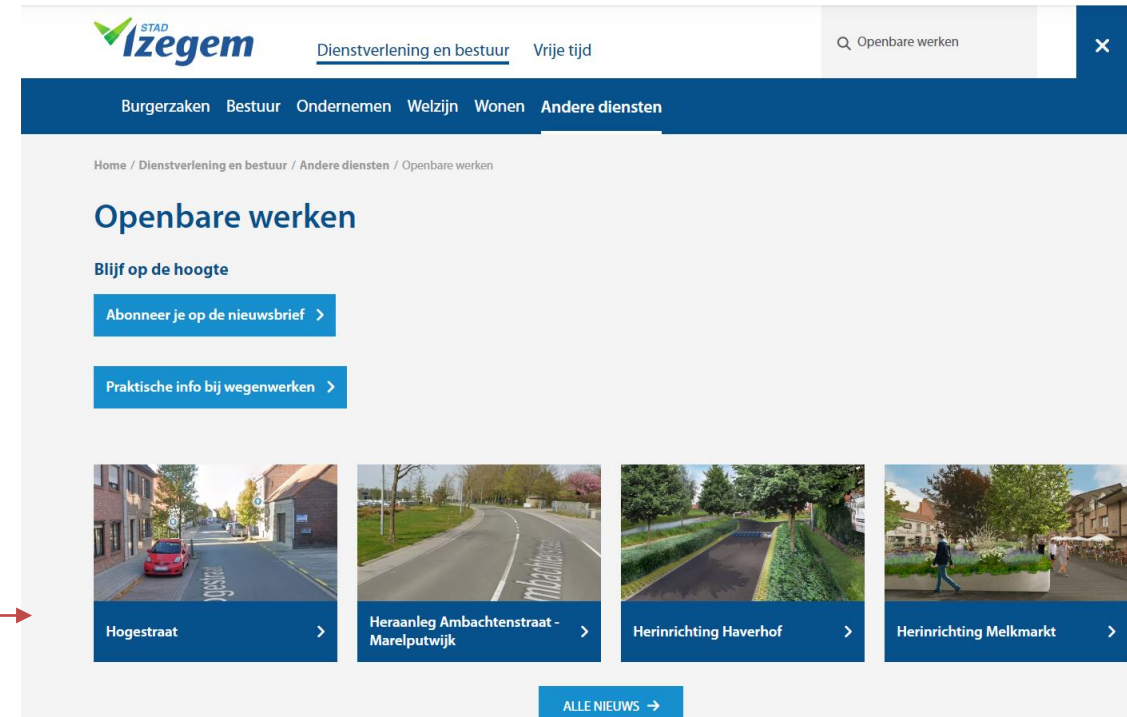 STAD
Izegem
Dienstverlening en bestuur Vrije tijd
Openbare werken
Burgerzaken Bestuur Ondernemen Welzijn Wonen Andere diensten
Home / Dienstverlening en bestuur / Andere diensten / Openbare werken
Openbare werken
Blijf op de hoogte
Abonneer je op de nieuwsbrief
Praktische info bij wegenwerken
Hogestraat
Heraanleg Ambachtenstraat -
Marelputwijk
Herinrichting Haverhof
Herinrichting Melkmarkt
ALLE NIEUWS →